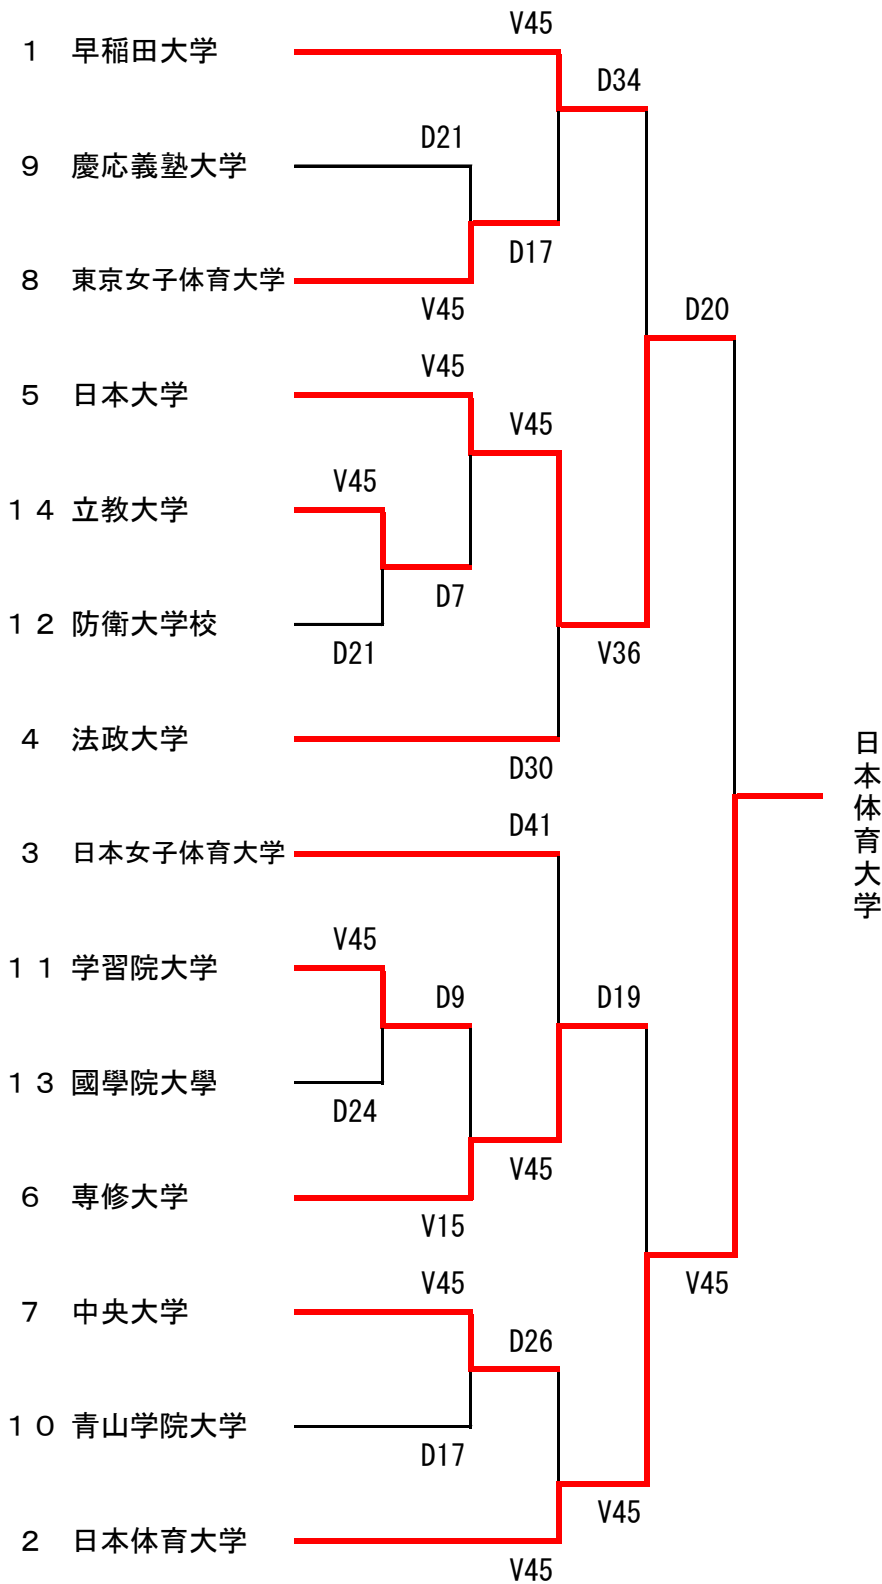 V45
１ 早稲田大学
D34
D21
９ 慶応義塾大学
D17
８ 東京女子体育大学
V45
D20
V45
５ 日本大学
V45
V45
１４ 立教大学
D7
１２ 防衛大学校
D21
V36
４ 法政大学
D30
日本体育大学
D41
３ 日本女子体育大学
V45
１１ 学習院大学
D9
D19
１３ 國學院大學
D24
V45
６ 専修大学
V15
V45
V45
７ 中央大学
D26
１０ 青山学院大学
D17
V45
２ 日本体育大学
V45